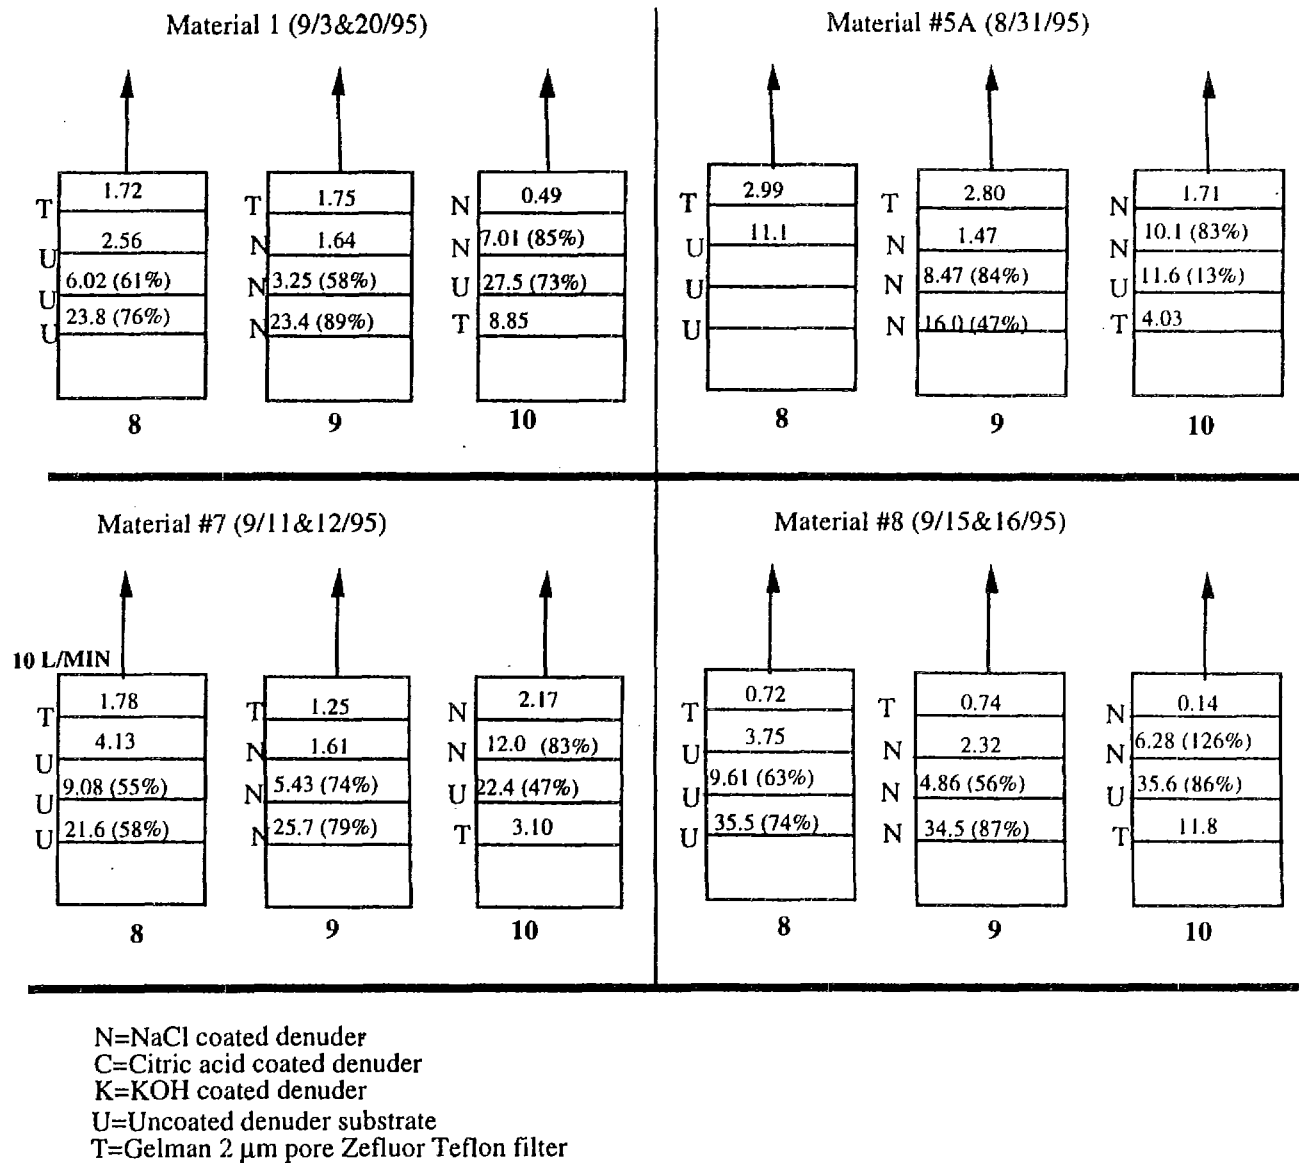 Material 1 (9/3&20/95)
Material #5A (8/31/95)
T 1.72
U 2.56
U 6.02 (61%)
U 23.8 (76%)
8
T 1.75
N 1.64
N 3.25 (58%)
N 23.4 (89%)
9
N 0.49
N 7.01 (85%)
U 27.5 (73%)
T 8.85
10
T 2.99
U 11.1
U
U
8
T 2.80
N 1.47
N 8.47 (84%)
N 16.0 (47%)
9
N 1.71
N 10.1 (83%)
U 11.6 (13%)
T 4.03
10
Material #7 (9/11&12/95)
Material #8 (9/15&16/95)
10 L/MIN
T 1.78
U 4.13
U 9.08 (55%)
U 21.6 (58%)
8
T 1.25
N 1.61
N 5.43 (74%)
N 25.7 (79%)
9
N 2.17
N 12.0 (83%)
U 22.4 (47%)
T 3.10
10
T 0.72
U 3.75
U 9.61 (63%)
U 35.5 (74%)
8
T 0.74
N 2.32
N 4.86 (56%)
N 34.5 (87%)
9
N 0.14
N 6.28 (126%)
U 35.6 (86%)
T 11.8
10
N=NaCl coated denuder
C=Citric acid coated denuder
K=KOH coated denuder
U=Uncoated denuder substrate
T=Gelman 2 μm pore Zefluor Teflon filter